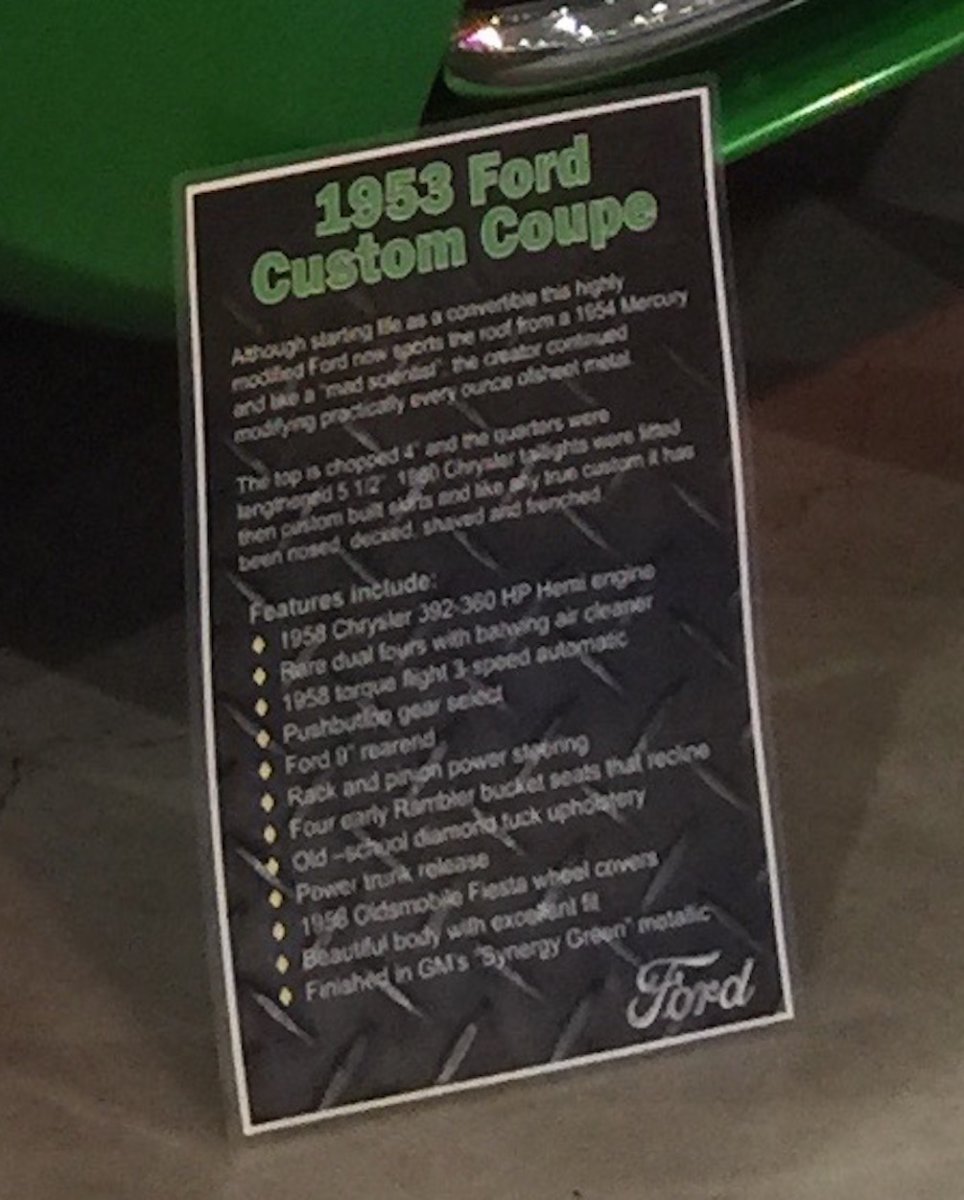 1953 Ford
Custom Coupe
Although starting life as a convertible this highly
modified Ford now sports the roof from a 1954 Mercury
and like a "mad scientist" the creator continued
modifying practically every ounce ofsheet metal.
The top is chopped 4" and the quarters were
lengthened 5 1/2". 1960 Chrysler taillights were fitted
then custom built skirts and like any true custom it has
been nosed, decked, shaved and frenched.
Features include:
1958 Chrysler 392-360 HP Hemi engine
Rare dual fours with batwing air cleaner
1958 torque flight 3-speed automatic
Pushbutton gear select
Ford 9" rearend
Rack and pinion power steering
Four early Rambler bucket seats that recline
Old –school diamond tuck upholstery
Power trunk release
1958 Oldsmobile Fiesta wheel covers
Beautiful body with excellent fit
Finished in GM's "Synergy Green" metallic
Ford